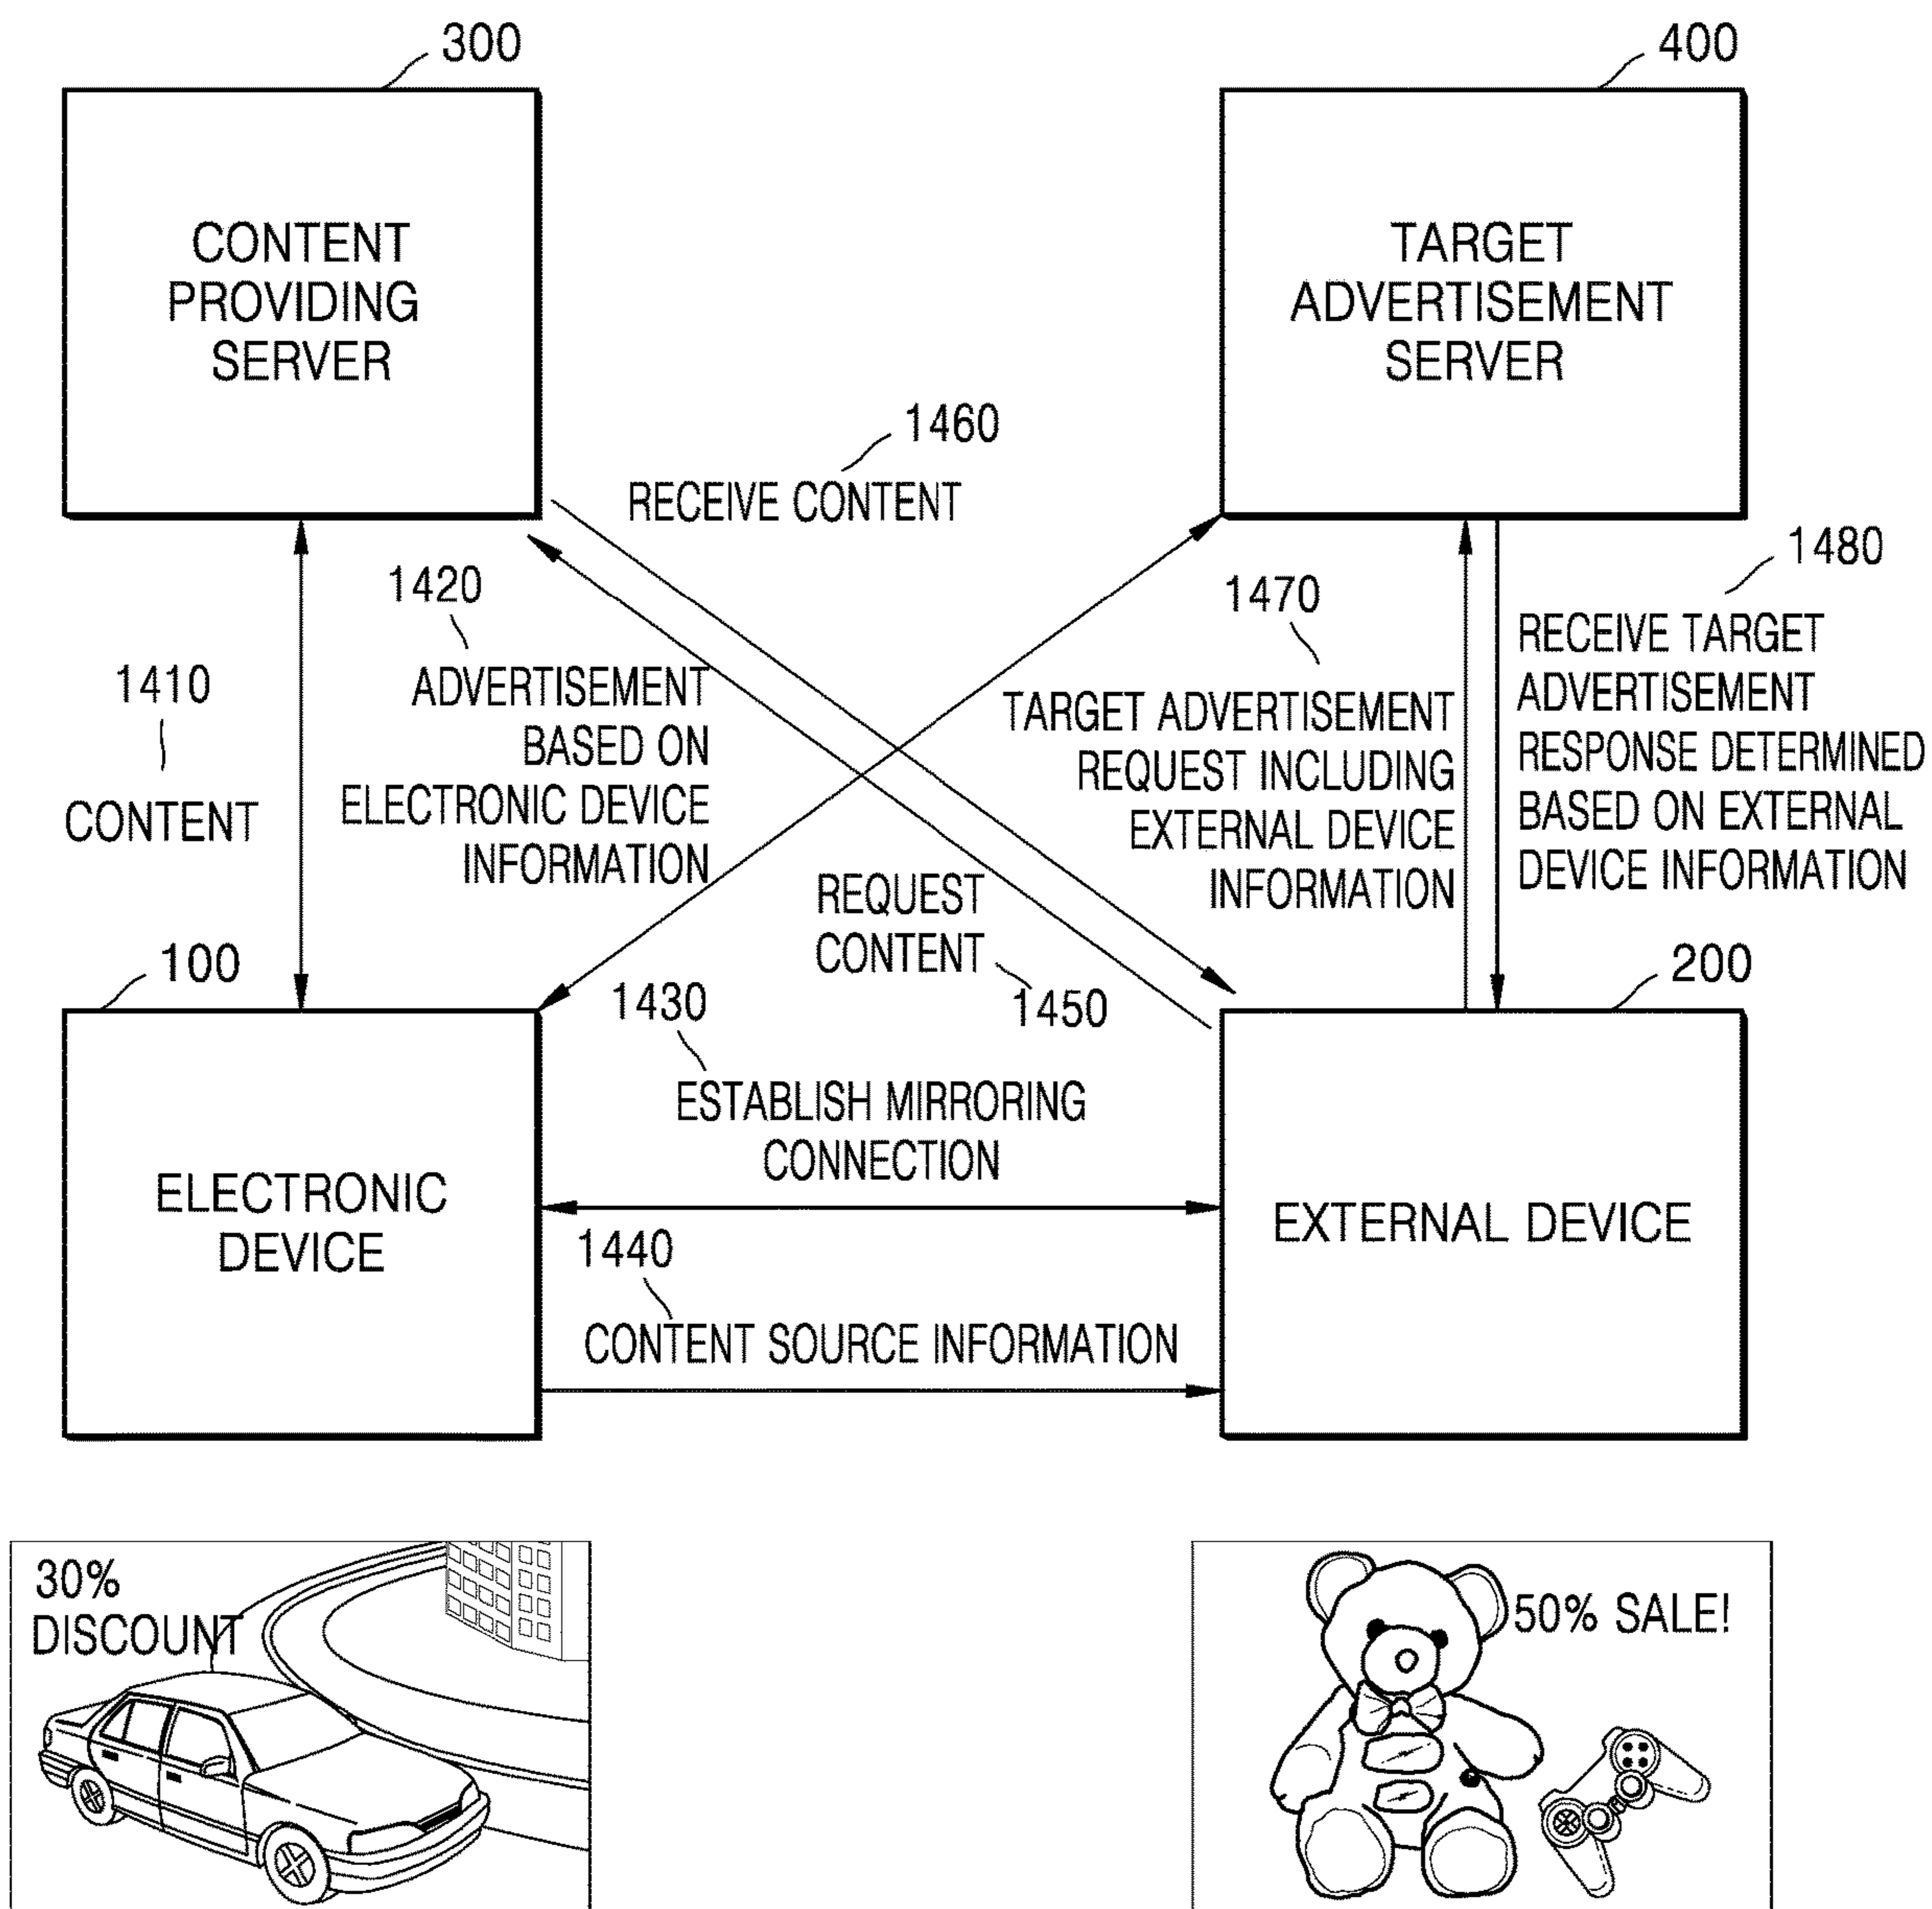 300
400
CONTENT
PROVIDING
SERVER
TARGET
ADVERTISEMENT
SERVER
1460
RECEIVE CONTENT
1410
CONTENT
1420
ADVERTISEMENT
BASED ON
ELECTRONIC DEVICE
INFORMATION
1470
TARGET ADVERTISEMENT
REQUEST INCLUDING
EXTERNAL DEVICE
INFORMATION
1480
RECEIVE TARGET
ADVERTISEMENT
RESPONSE DETERMINED
BASED ON EXTERNAL
DEVICE INFORMATION
REQUEST
CONTENT
1450
100
200
1430
ESTABLISH MIRRORING
CONNECTION
ELECTRONIC
DEVICE
EXTERNAL DEVICE
1440
CONTENT SOURCE INFORMATION
30%
DISCOUNT
50% SALE!